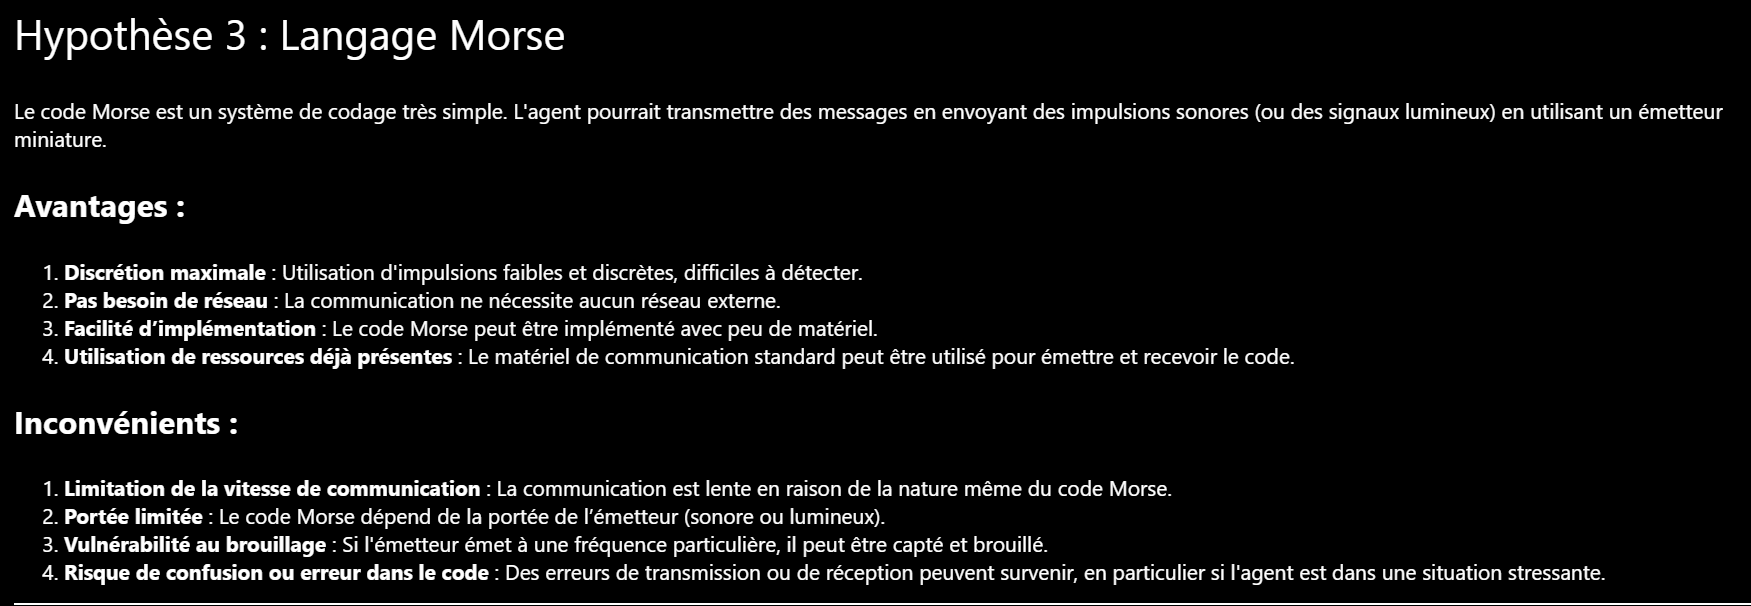 Hypothèse 3 : Langage Morse
Le code Morse est un système de codage très simple. L'agent pourrait transmettre des messages en envoyant des impulsions sonores (ou des signaux lumineux) en utilisant un émetteur
miniature.
Avantages :
1. Discrétion maximale : Utilisation d'impulsions faibles et discrètes, difficiles à détecter.
2. Pas besoin de réseau : La communication ne nécessite aucun réseau externe.
3. Facilité d’implémentation : Le code Morse peut être implémenté avec peu de matériel.
4. Utilisation de ressources déjà présentes : Le matériel de communication standard peut être utilisé pour émettre et recevoir le code.
Inconvénients :
1. Limitation de la vitesse de communication : La communication est lente en raison de la nature même du code Morse.
2. Portée limitée : Le code Morse dépend de la portée de l’émetteur (sonore ou lumineux).
3. Vulnérabilité au brouillage : Si l'émetteur émet à une fréquence particulière, il peut être capté et brouillé.
4. Risque de confusion ou erreur dans le code : Des erreurs de transmission ou de réception peuvent survenir, en particulier si l'agent est dans une situation stressante.